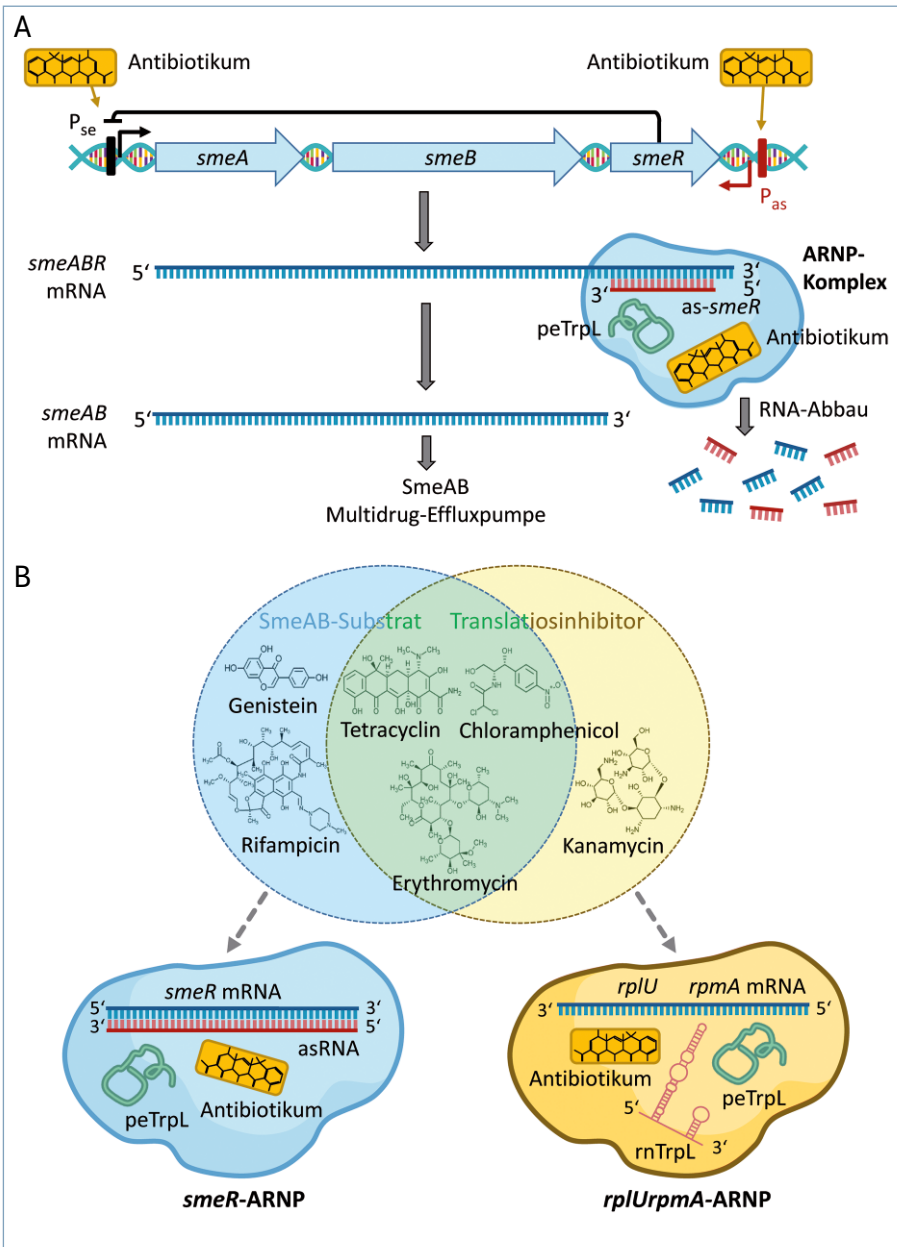 A
Antibiotikum
Antibiotikum
Pse
smeA
smeB
smeR
Pas
smeABR
mRNA
5‘
3‘
ARNP-
Komplex
3‘
5‘
as-smeR
peTrpL
Antibiotikum
smeAB
mRNA
5‘
3‘
RNA-Abbau
SmeAB
Multidrug-Effluxpumpe
B
SmeAB-Substrat
Translatiosinhibitor
Genistein
Tetracyclin
Chloramphenicol
Rifampicin
Erythromycin
Kanamycin
smeR mRNA
5‘
3‘
3‘
5‘
asRNA
peTrpL
Antibiotikum
smeR-ARNP
rplU
rpmA mRNA
3‘
5‘
Antibiotikum
peTrpL
5‘
rnTrpL
3‘
rplUrpmA-ARNP